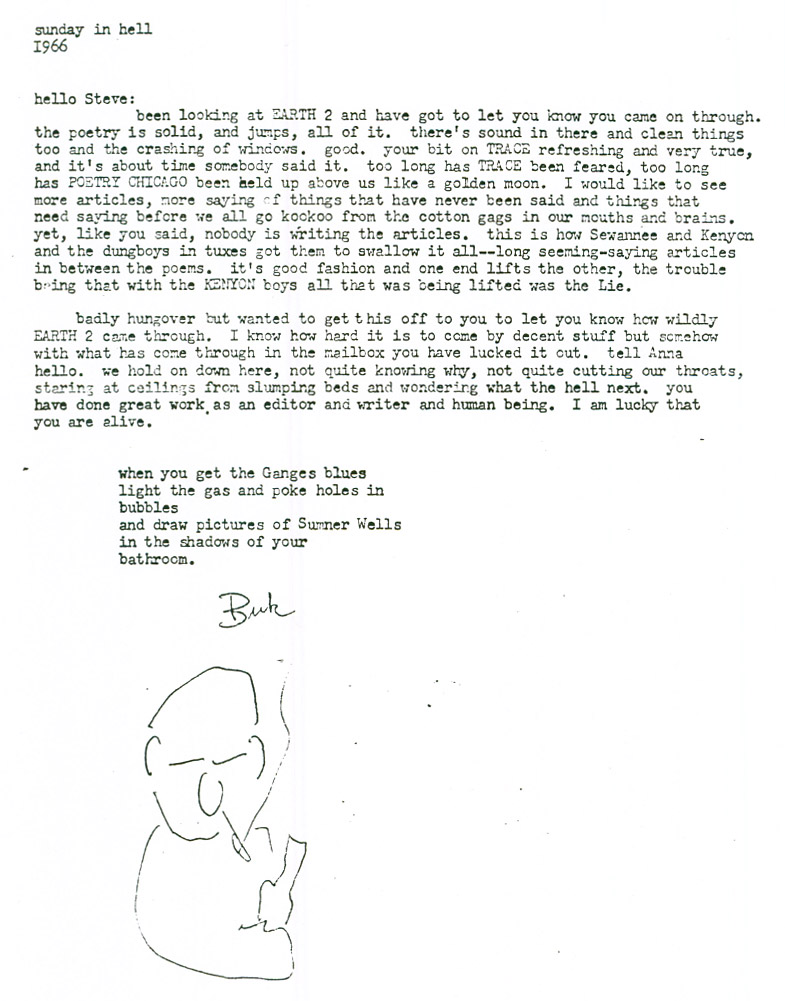 sunday in hell
I966
hello Steve:
been looking at EARTH 2 and have got to let you know you came on through.
the poetry is solid, and jumps, all of it. there's sound in there and clean things
too and the crashing of windows. good. your bit on TRACE refreshing and very true,
and it's about time somebody said it. too long has TRACE been feared, too long
has POETRY CHICAGO been held up above us like a golden moon. I would like to see
more articles, more saying of things that have never been said and things that
need saying before we all go kookoo from the cotton gags in our mouths and brains.
yet, like you said, nobody is writing the articles. this is how Sewannee and Kenyon
and the dungboys in tuxes got them to swallow it all--long seeming-saying articles
in between the poems. it's good fashion and one end lifts the other, the trouble
being that with the KENYON boys all that was being lifted was the Lie.
badly hungover but wanted to get this off to you to let you know how wildly
EARTH 2 came through. I know how hard it is to come by decent stuff but somehow
with what has come through in the mailbox you have lucked it out. tell Anna
hello. we hold on down here, not quite knowing why, not quite cutting our throats,
staring at ceilings from slumping beds and wondering what the hell next. you
have done great work as an editor and writer and human being. I am lucky that
you are alive.
when you get the Ganges blues
light the gas and poke holes in
bubbles
and draw pictures of Sumner Wells
in the shadows of your
bathroom.
Buk